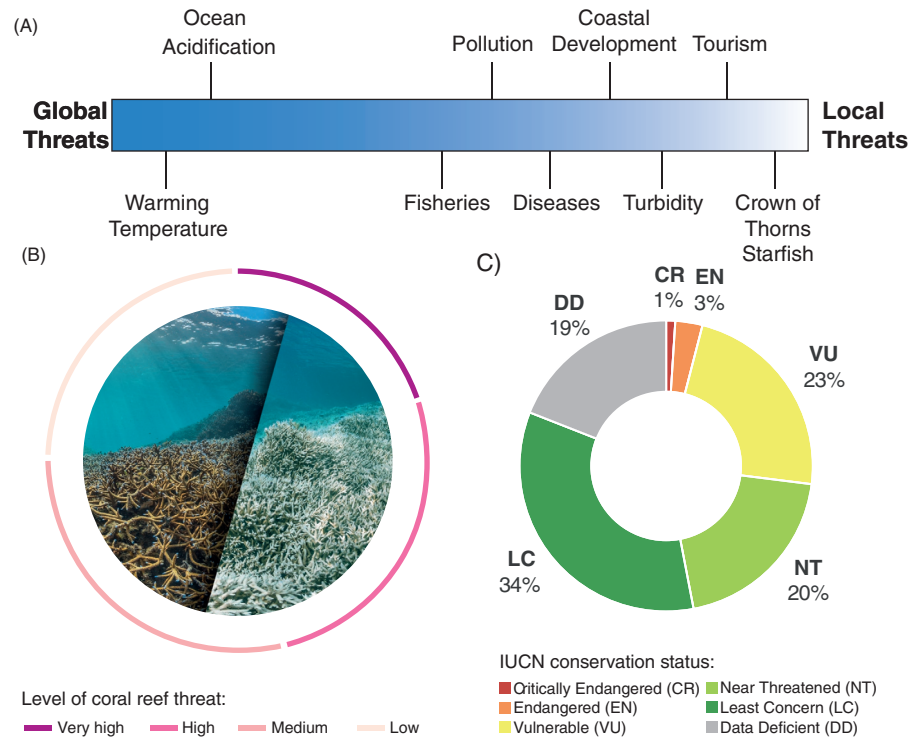 (A)
Ocean
Acidification
Pollution
Coastal
Development
Tourism
Global
Threats
Local
Threats
Warming
Temperature
Fisheries
Diseases
Turbidity
Crown of
Thorns
Starfish
(B)
Level of coral reef threat:
Very high
High
Medium
Low
C)
CR
1%
EN
3%
VU
23%
NT
20%
LC
34%
DD
19%
IUCN conservation status:
Critically Endangered (CR)
Endangered (EN)
Vulnerable (VU)
Near Threatened (NT)
Least Concern (LC)
Data Deficient (DD)